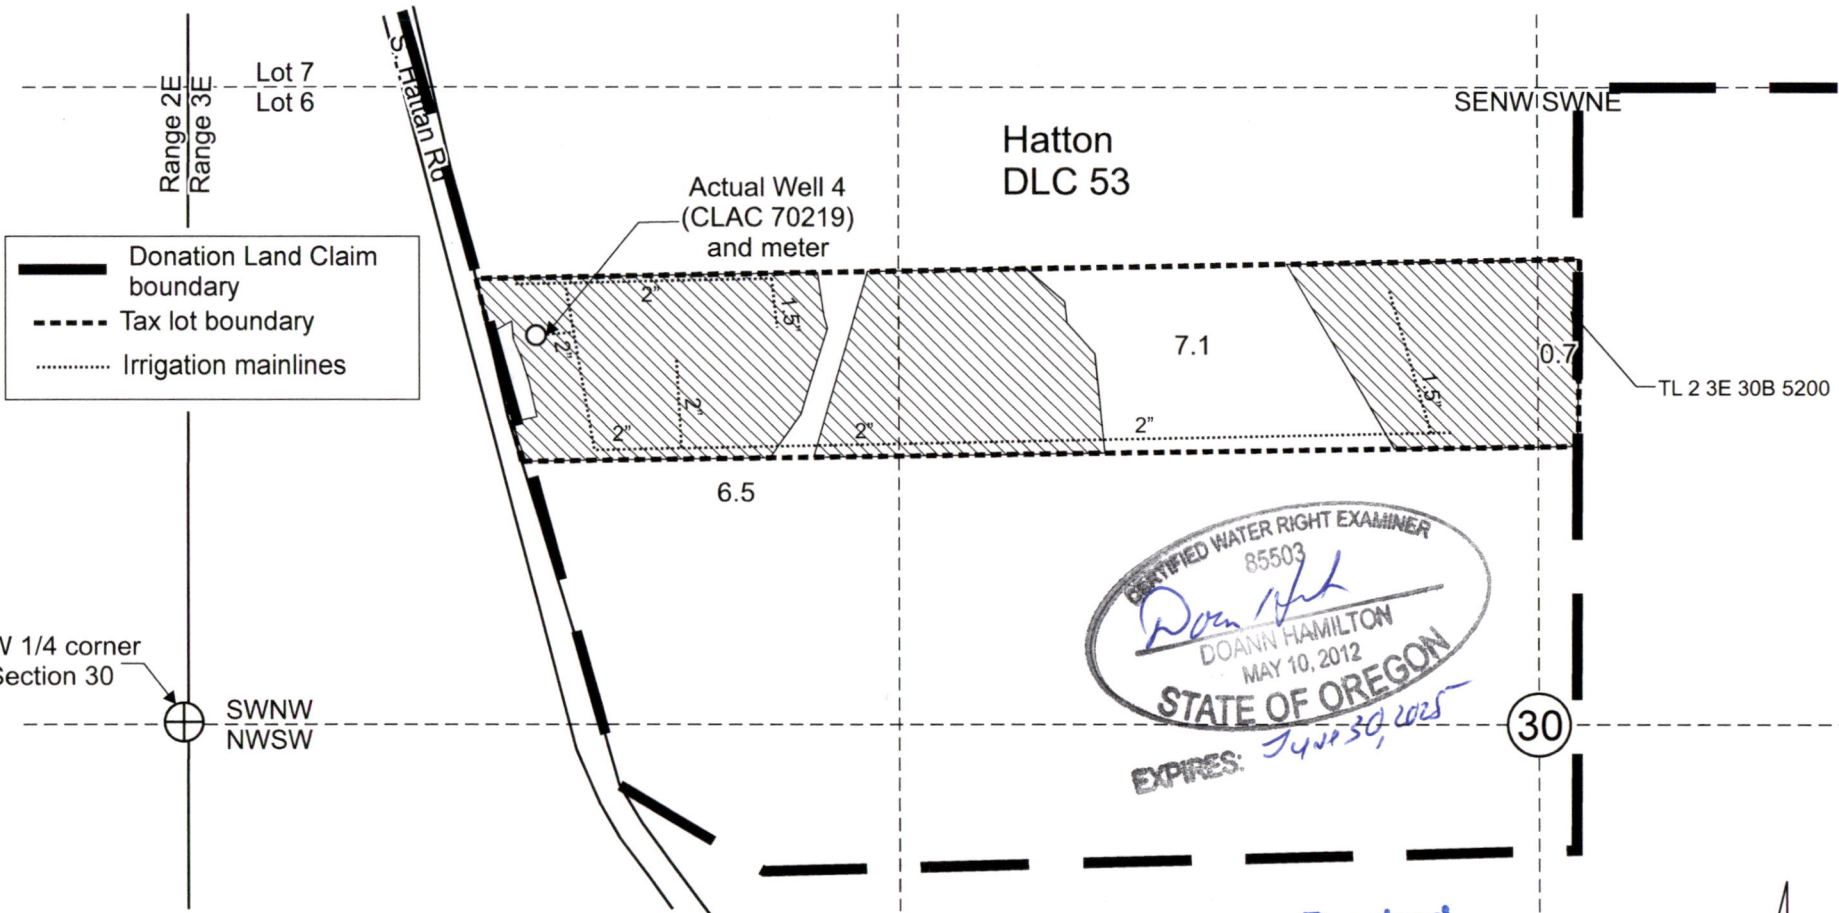 Range 2E
Range 3E
Lot 7
Lot 6
S. Hattan Rd
SENW SWNE
Hatton
DLC 53
Actual Well 4
(CLAC 70219)
and meter
Donation Land Claim
boundary
Tax lot boundary
Irrigation mainlines
2"
1.5"
2"
2"
2"
2"
2"
1.5"
7.1
0.7
TL 2 3E 30B 5200
6.5
CERTIFIED WATER RIGHT EXAMINER
85503
DOANN HAMILTON
MAY 10, 2012
STATE OF OREGON
EXPIRES: June 30, 2025
W 1/4 corner
Section 30
SWNW
NWSW
30